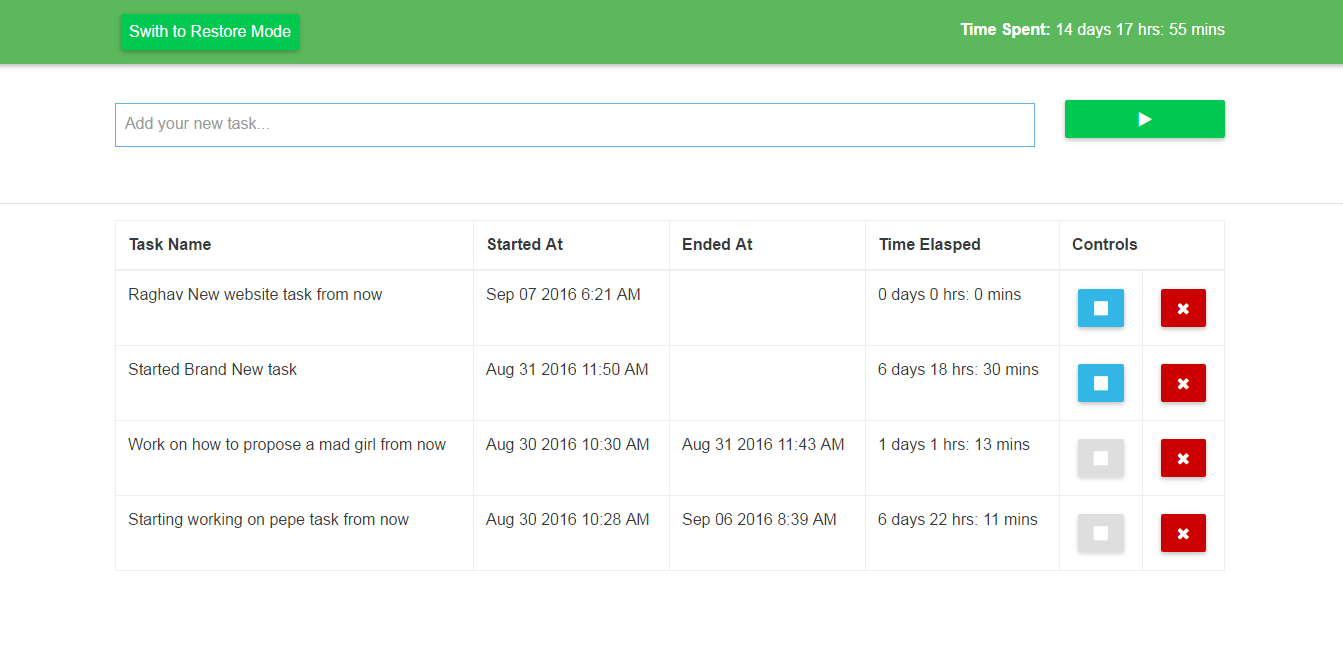 Swith to Restore Mode
Time Spent: 14 days 17 hrs: 55 mins
Add your new task...
Task Name Started At Ended At Time Elasped Controls
Raghav New website task from now Sep 07 2016 6:21 AM 0 days 0 hrs: 0 mins
Started Brand New task Aug 31 2016 11:50 AM 6 days 18 hrs: 30 mins
Work on how to propose a mad girl from now Aug 30 2016 10:30 AM Aug 31 2016 11:43 AM 1 days 1 hrs: 13 mins
Starting working on pepe task from now Aug 30 2016 10:28 AM Sep 06 2016 8:39 AM 6 days 22 hrs: 11 mins